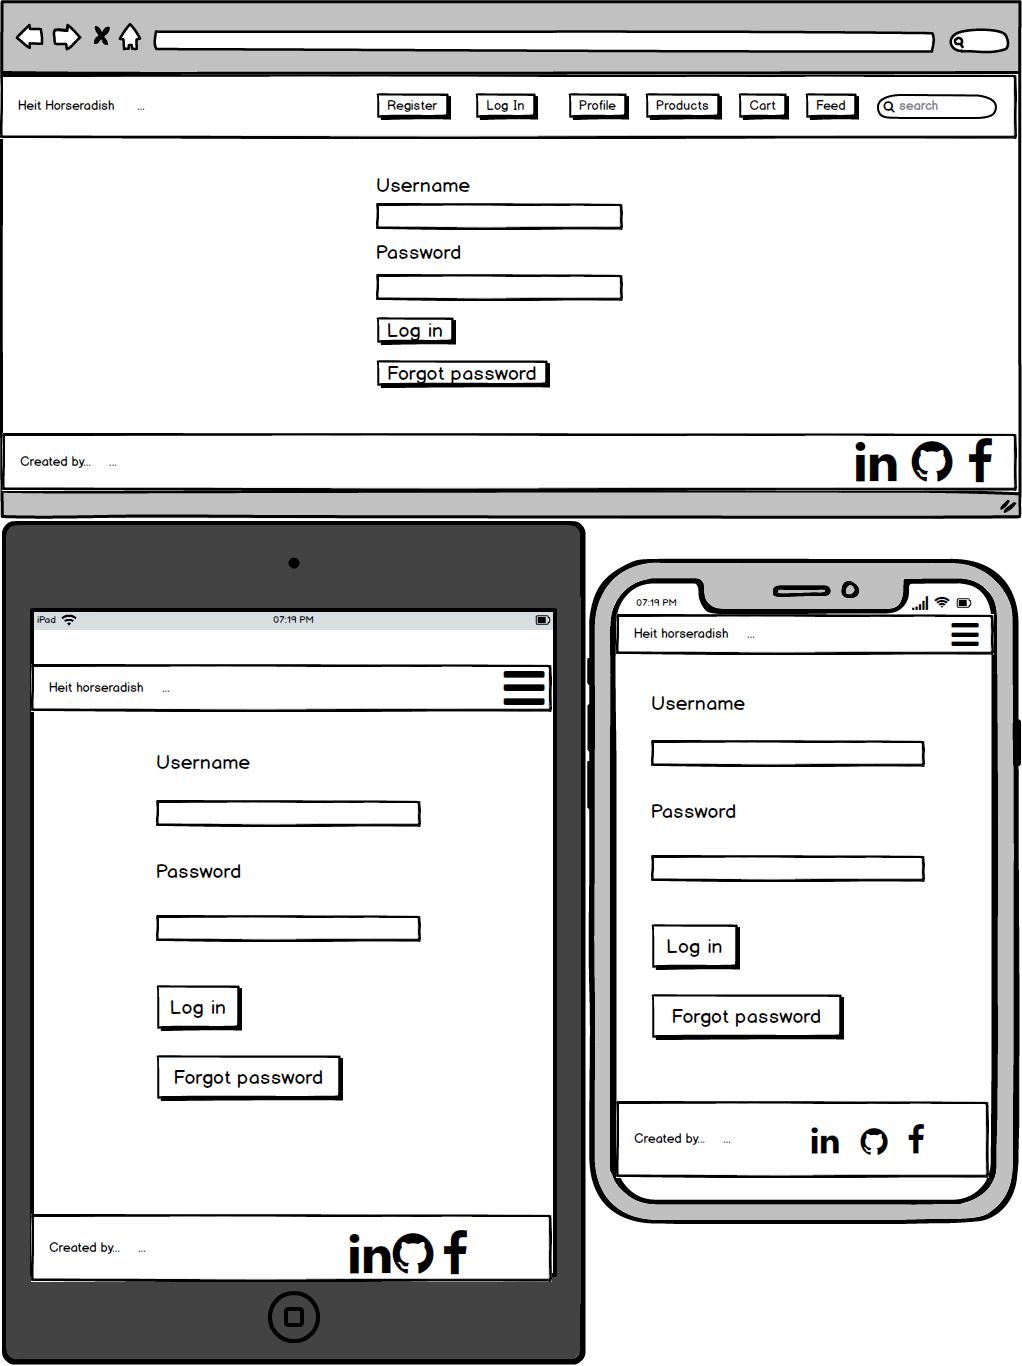 Heit Horseradish ...
Register Log In Profile Products Cart Feed search
Username
Password
Log in
Forgot password
Created by... ...
in f
iPad 07:19 PM
Heit horseradish ...
Username
Password
Log in
Forgot password
Created by... ...
in f
07:19 PM
Heit horseradish ...
Username
Password
Log in
Forgot password
Created by... ...
in f